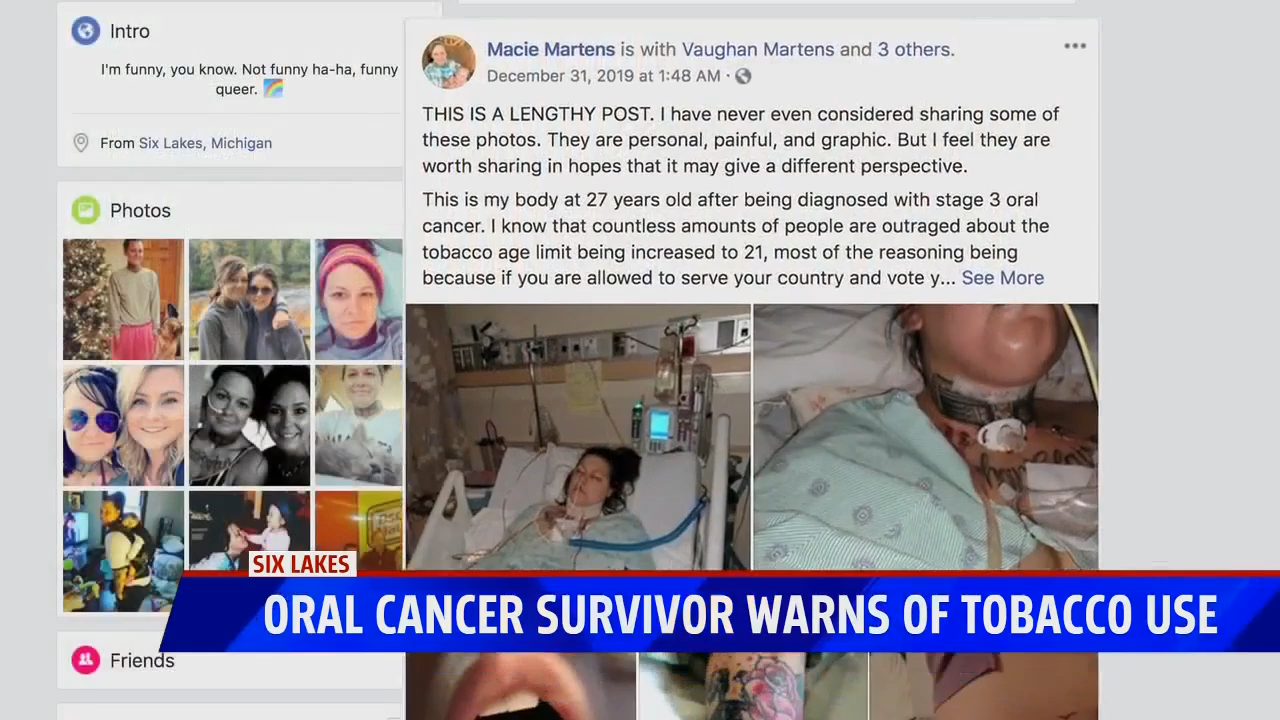 Intro
I'm funny, you know. Not funny ha-ha, funny
queer.
From Six Lakes, Michigan
Photos
Friends
Macie Martens is with Vaughan Martens and 3 others.
December 31, 2019 at 1:48 AM ·
THIS IS A LENGTHY POST. I have never even considered sharing some of
these photos. They are personal, painful, and graphic. But I feel they are
worth sharing in hopes that it may give a different perspective.
This is my body at 27 years old after being diagnosed with stage 3 oral
cancer. I know that countless amounts of people are outraged about the
tobacco age limit being increased to 21, most of the reasoning being
because if you are allowed to serve your country and vote y... See More
SIX LAKES
ORAL CANCER SURVIVOR WARNS OF TOBACCO USE